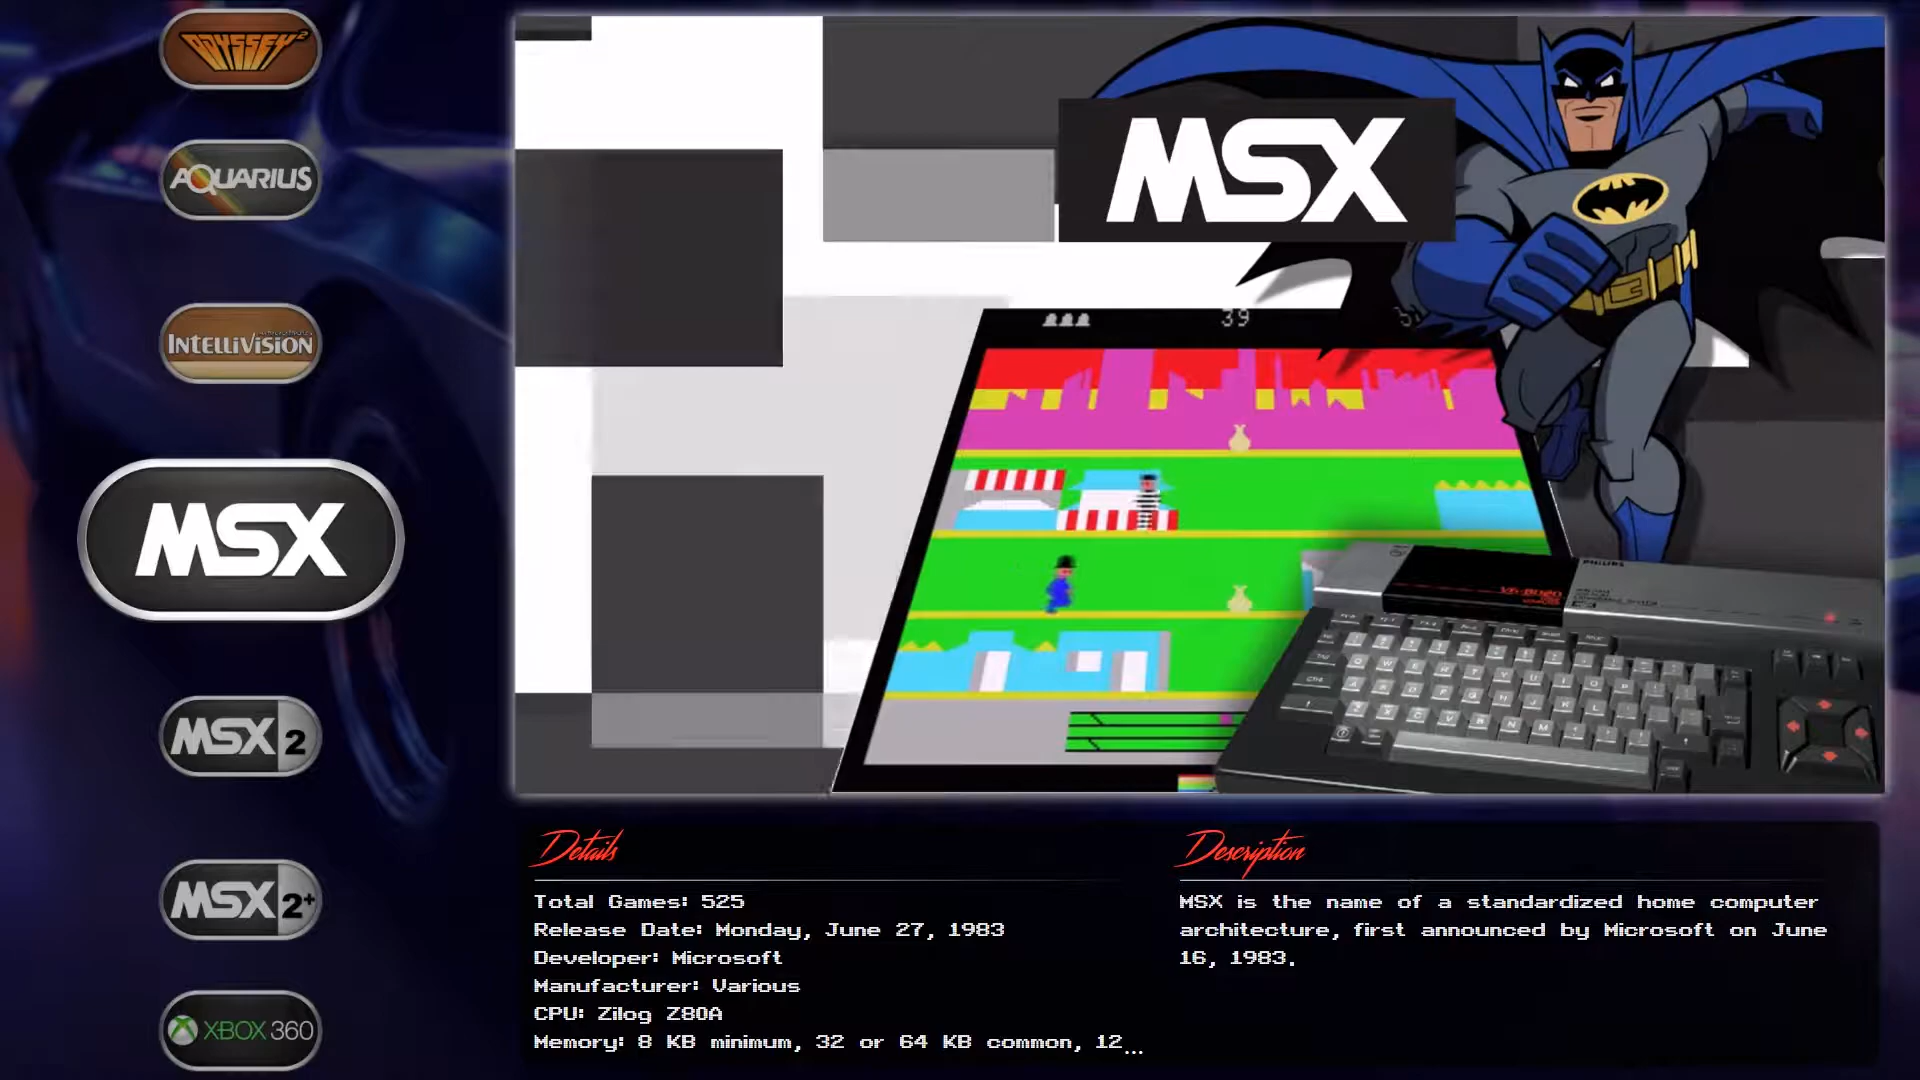 ODYSSEY²
AQUARIUS
INTELLIVISION
MSX
MSX 2
MSX 2+
XBOX 360
MSX
39
PHILIPS
Details
Total Games: 525
Release Date: Monday, June 27, 1983
Developer: Microsoft
Manufacturer: Various
CPU: Zilog Z80A
Memory: 8 KB minimum, 32 or 64 KB common, 12...
Description
MSX is the name of a standardized home computer
architecture, first announced by Microsoft on June
16, 1983.